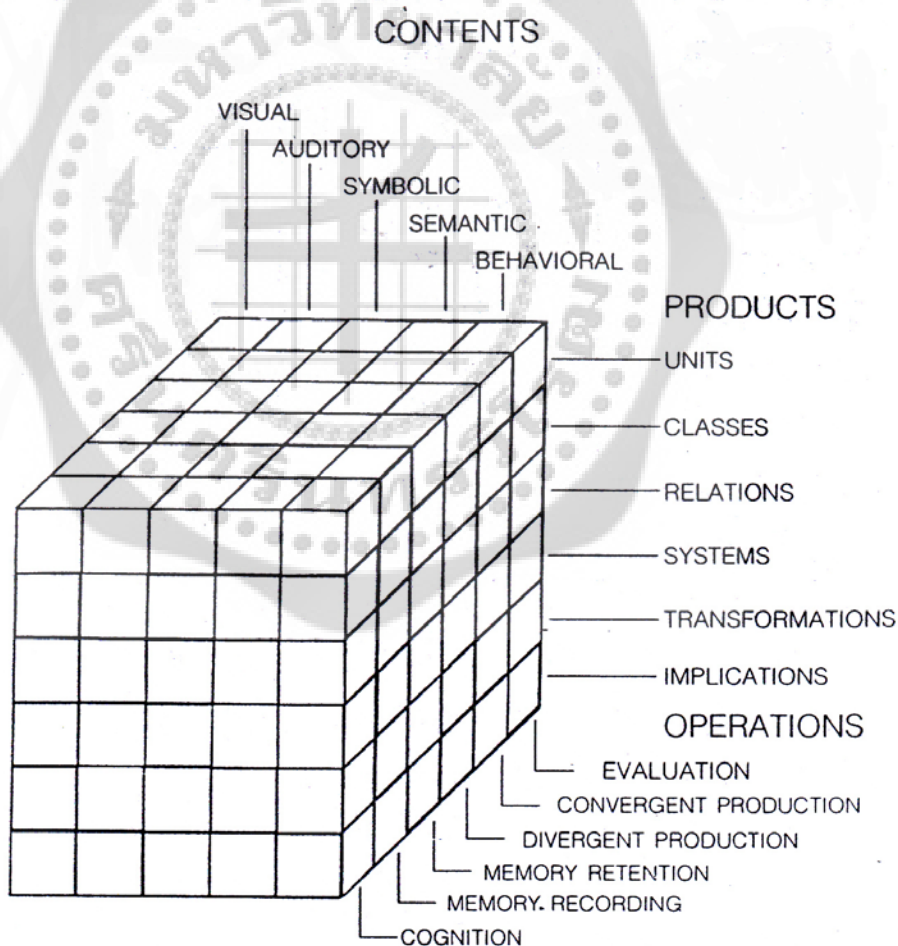 CONTENTS
VISUAL
AUDITORY
SYMBOLIC
SEMANTIC
BEHAVIORAL
PRODUCTS
UNITS
CLASSES
RELATIONS
SYSTEMS
TRANSFORMATIONS
IMPLICATIONS
OPERATIONS
EVALUATION
CONVERGENT PRODUCTION
DIVERGENT PRODUCTION
MEMORY RETENTION
MEMORY. RECORDING
COGNITION